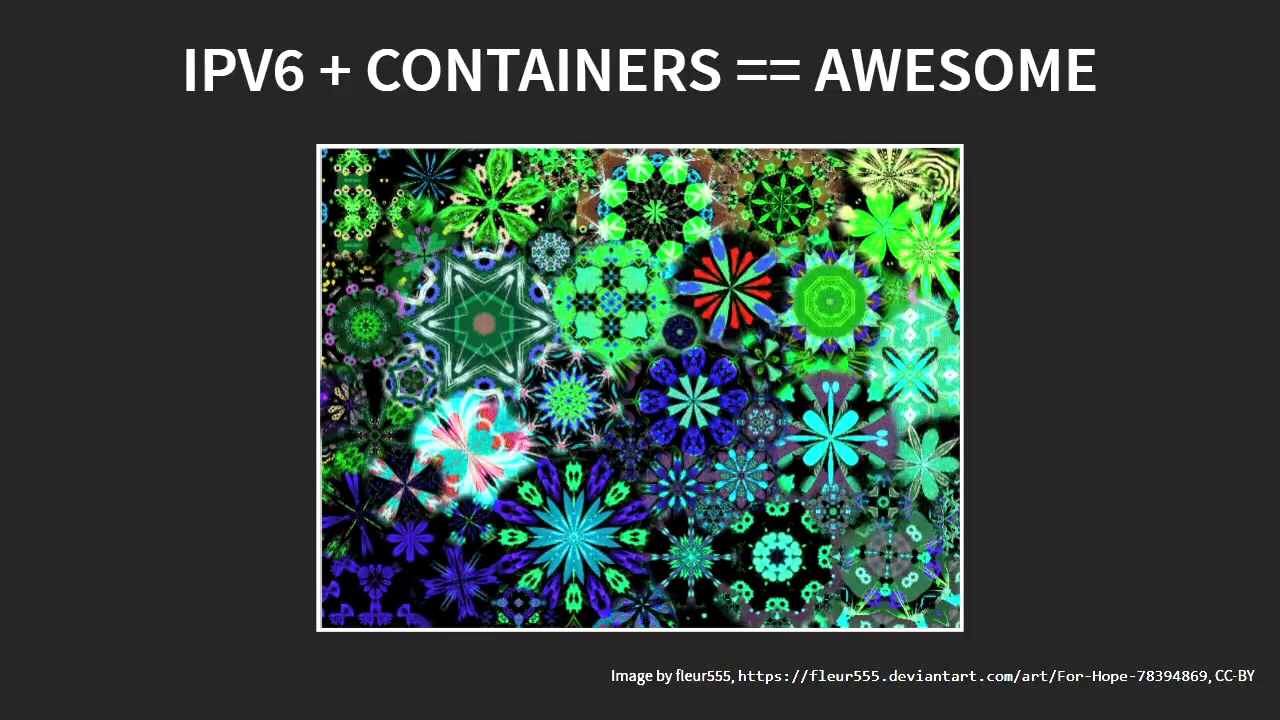 IPV6 + CONTAINERS == AWESOME
Image by fleur555, https://fleur555.deviantart.com/art/For-Hope-78394869, CC-BY